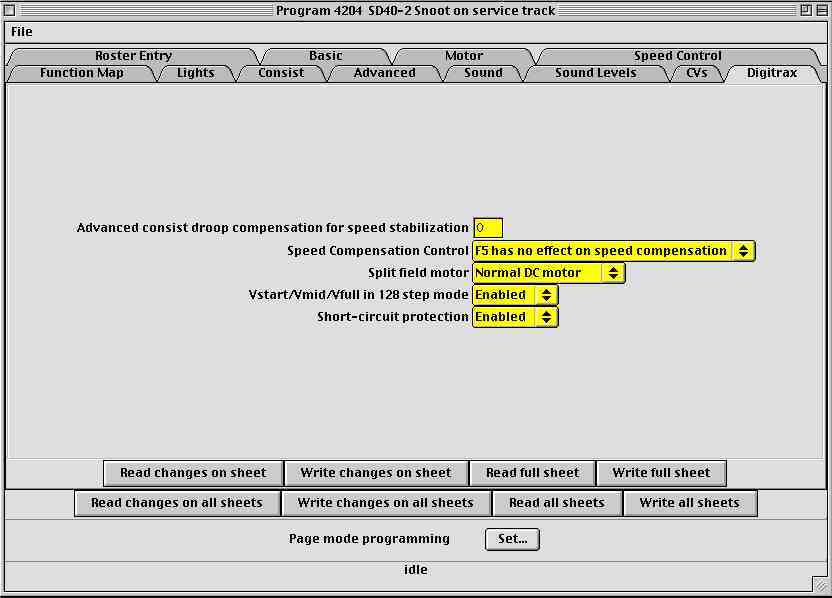 Program 4204 SD40-2 Snoot on service track
File
Roster Entry Basic Motor Speed Control
Function Map Lights Consist Advanced Sound Sound Levels CVs Digitrax
Advanced consist droop compensation for speed stabilization 0
Speed Compensation Control F5 has no effect on speed compensation
Split field motor Normal DC motor
Vstart/Vmid/Vfull in 128 step mode Enabled
Short-circuit protection Enabled
Read changes on sheet Write changes on sheet Read full sheet Write full sheet
Read changes on all sheets Write changes on all sheets Read all sheets Write all sheets
Page mode programming Set...
idle